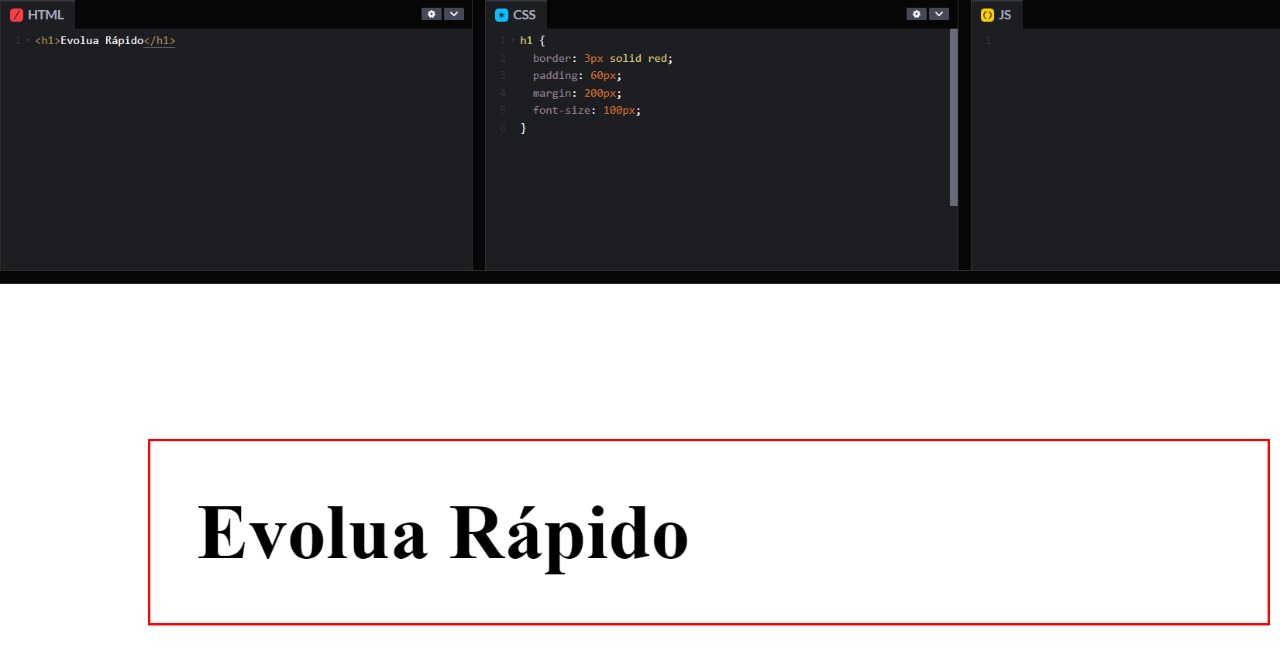 HTML
1 <h1>Evolua Rápido</h1>
CSS
1 h1 {
2 border: 3px solid red;
3 padding: 60px;
4 margin: 200px;
5 font-size: 100px;
6 }
JS
1
Evolua Rápido